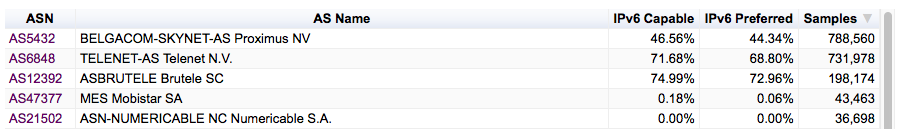 ASN AS Name IPv6 Capable IPv6 Preferred Samples
AS5432 BELGACOM-SKYNET-AS Proximus NV 46.56% 44.34% 788,560
AS6848 TELENET-AS Telenet N.V. 71.68% 68.80% 731,978
AS12392 ASBRUTELE Brutele SC 74.99% 72.96% 198,174
AS47377 MES Mobistar SA 0.18% 0.06% 43,463
AS21502 ASN-NUMERICABLE NC Numericable S.A. 0.00% 0.00% 36,698